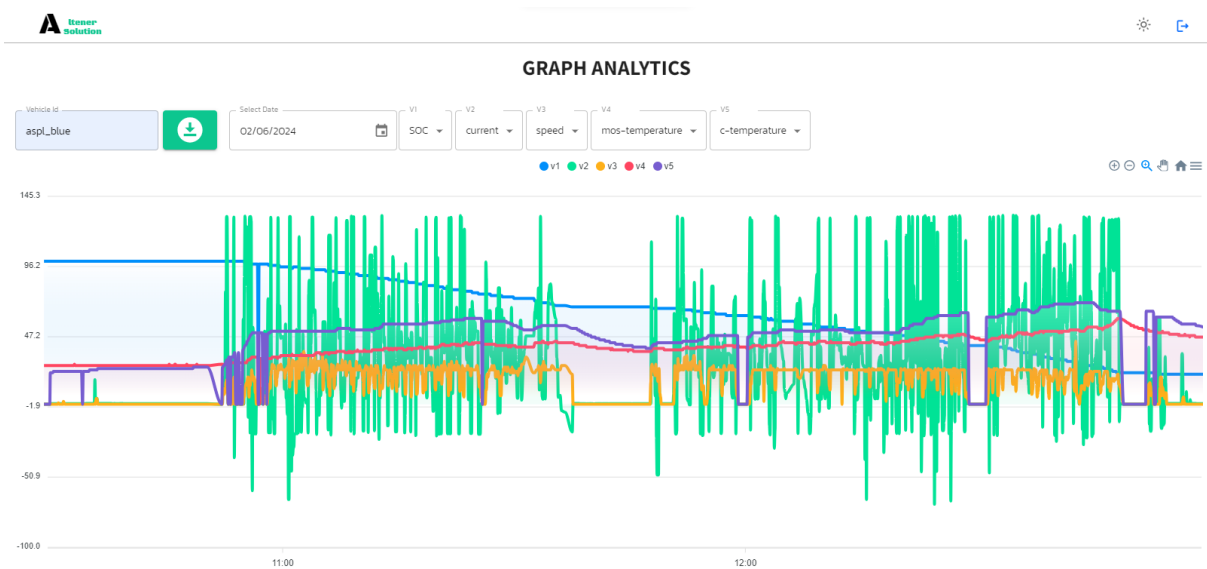 A ltener
Solution
GRAPH ANALYTICS
Vehicle Id
aspl_blue
Select Date
02/06/2024
V1
SOC
V2
current
V3
speed
V4
mos-temperature
V5
c-temperature
v1 v2 v3 v4 v5
145.3
96.2
47.2
-1.9
-50.9
-100.0
11:00 12:00